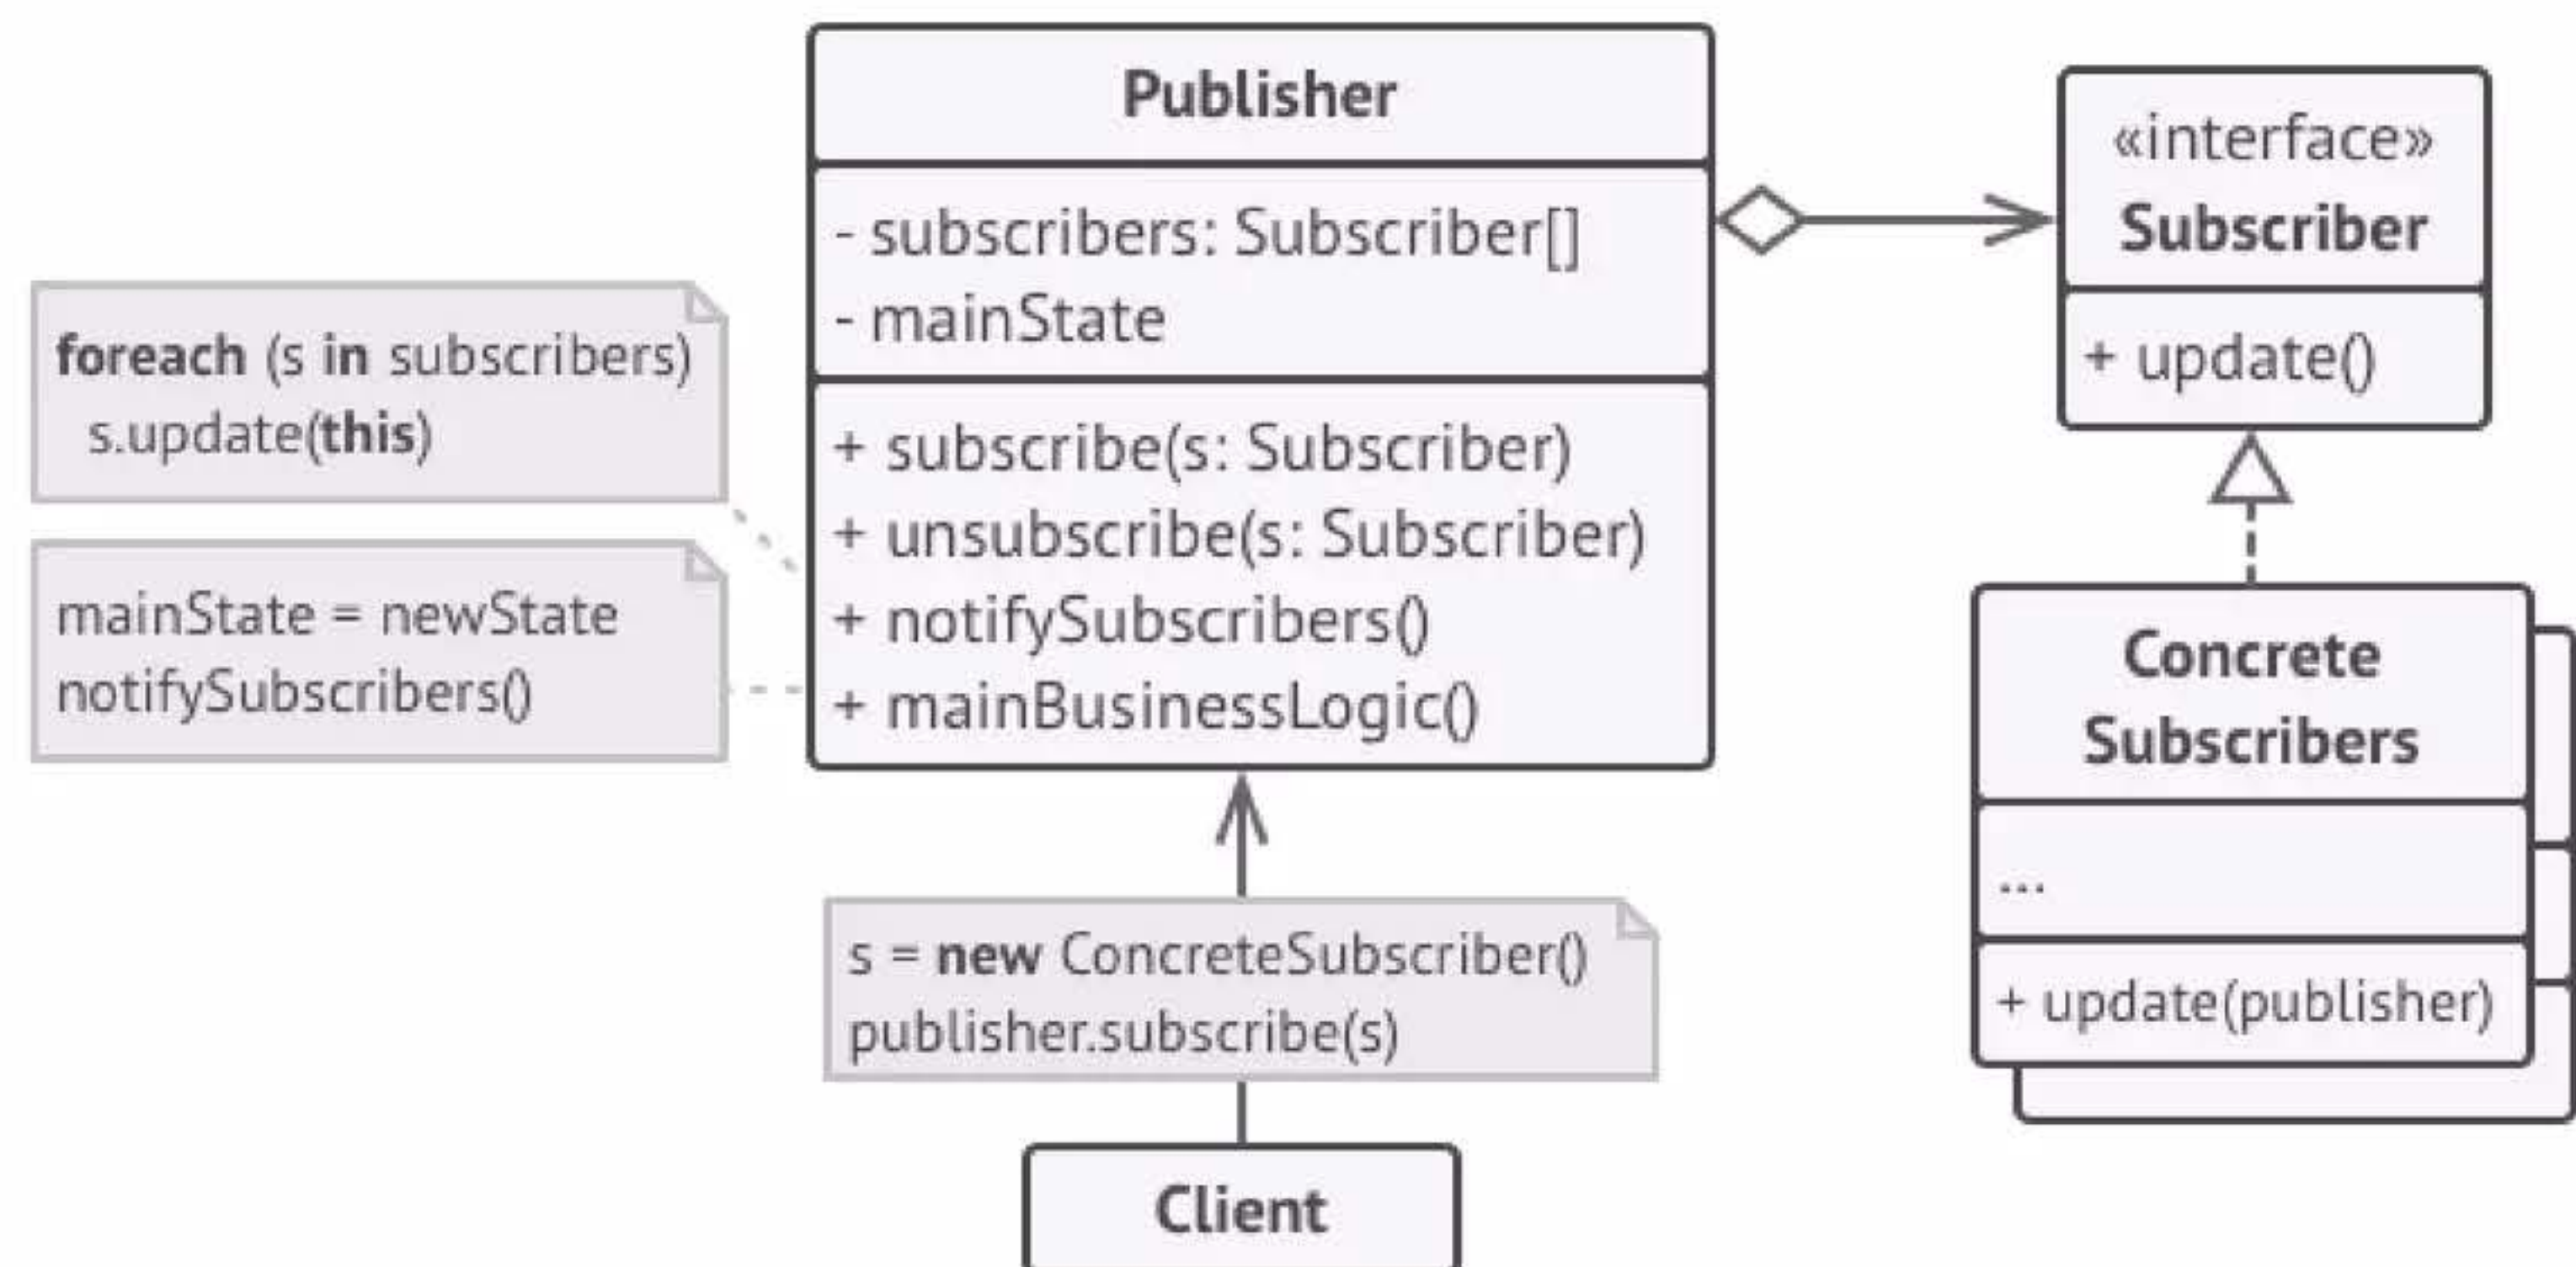 Publisher
- subscribers: Subscriber[]
- mainState
+ subscribe(s: Subscriber)
+ unsubscribe(s: Subscriber)
+ notifySubscribers()
+ mainBusinessLogic()
«interface»
Subscriber
+ update()
foreach (s in subscribers)
s.update(this)
mainState = newState
notifySubscribers()
Concrete
Subscribers
...
+ update(publisher)
s = new ConcreteSubscriber()
publisher.subscribe(s)
Client